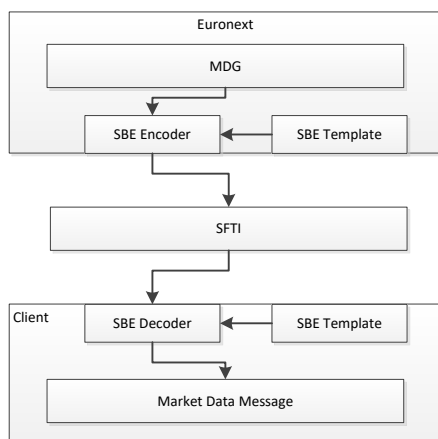 Euronext
MDG
SBE Encoder
SBE Template
SFTI
Client
SBE Decoder
SBE Template
Market Data Message